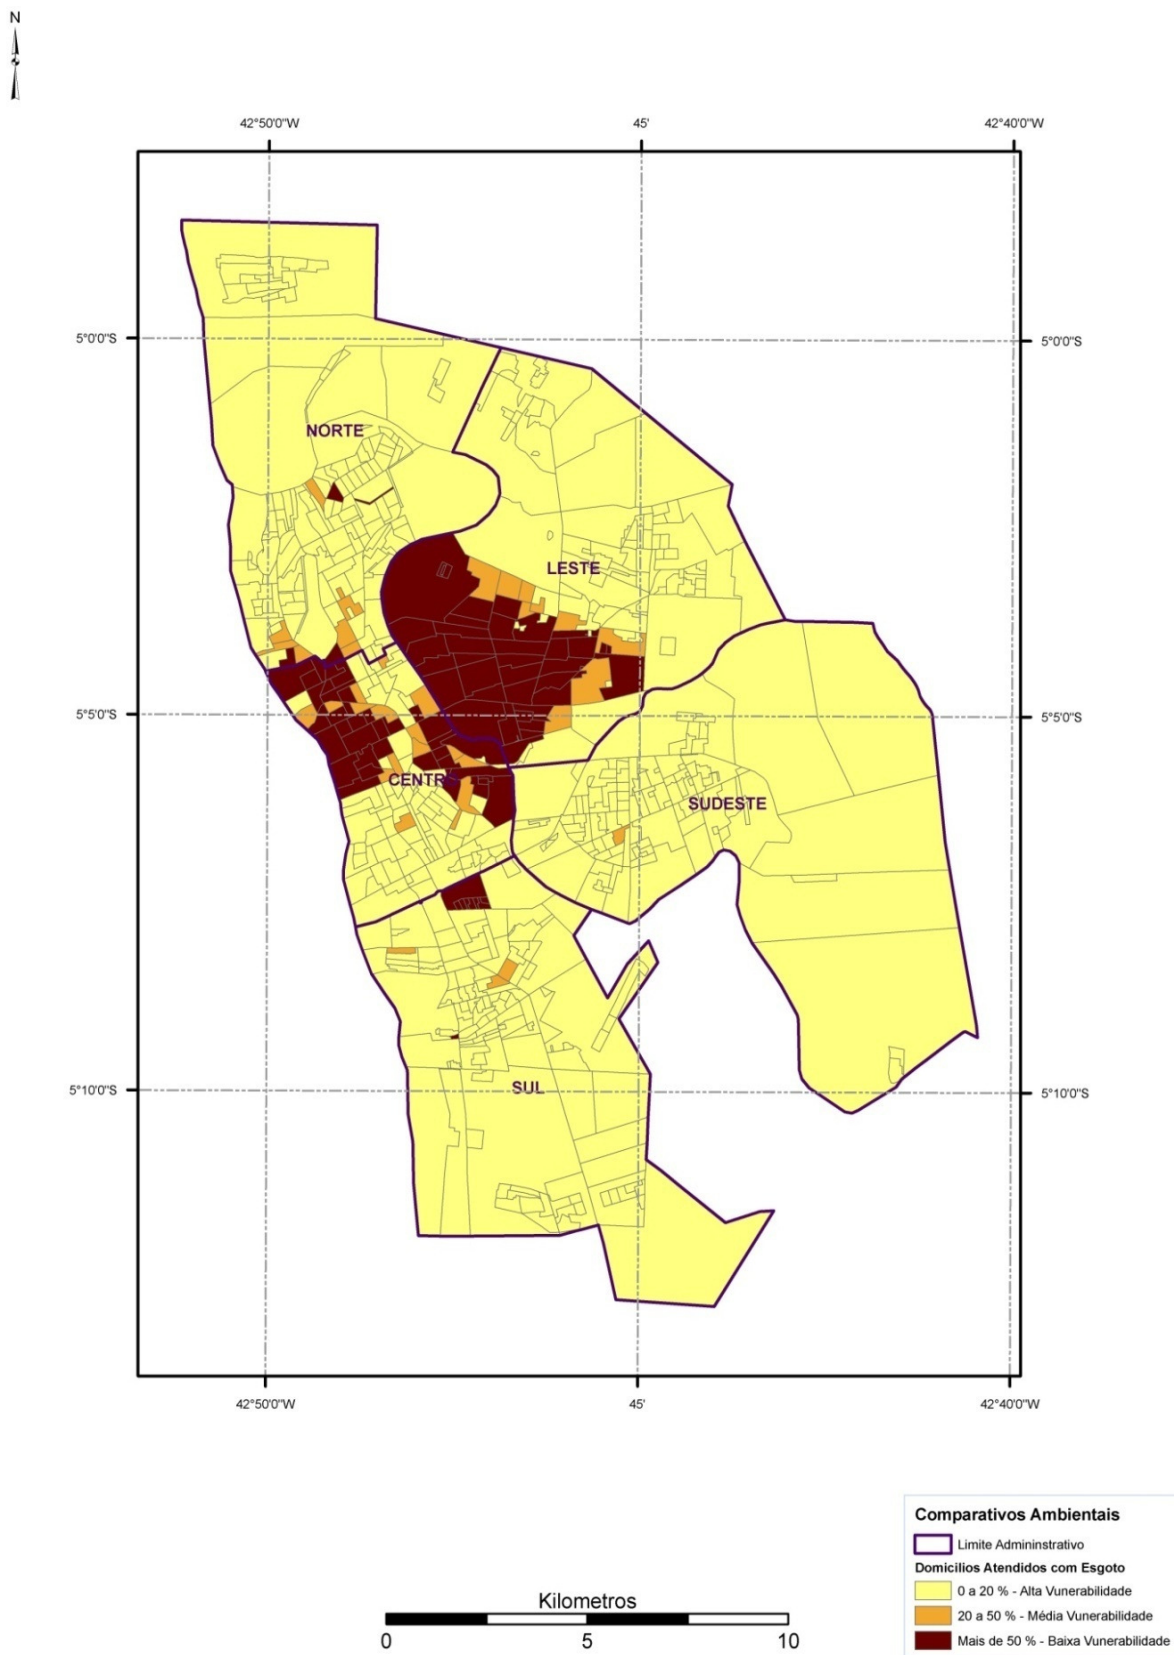 N
42°50'0"W
45'
42°40'0"W
5°0'0"S
5°0'0"S
NORTE
LESTE
5°5'0"S
5°5'0"S
CENTR
SUDESTE
SUL
5°10'0"S
5°10'0"S
42°50'0"W
45'
42°40'0"W
Comparativos Ambientais
Limite Admininstrativo
Domicilios Atendidos com Esgoto
0 a 20 % - Alta Vunerabilidade
20 a 50 % - Média Vunerabilidade
Mais de 50 % - Baixa Vunerabilidade
Kilometros
0
5
10